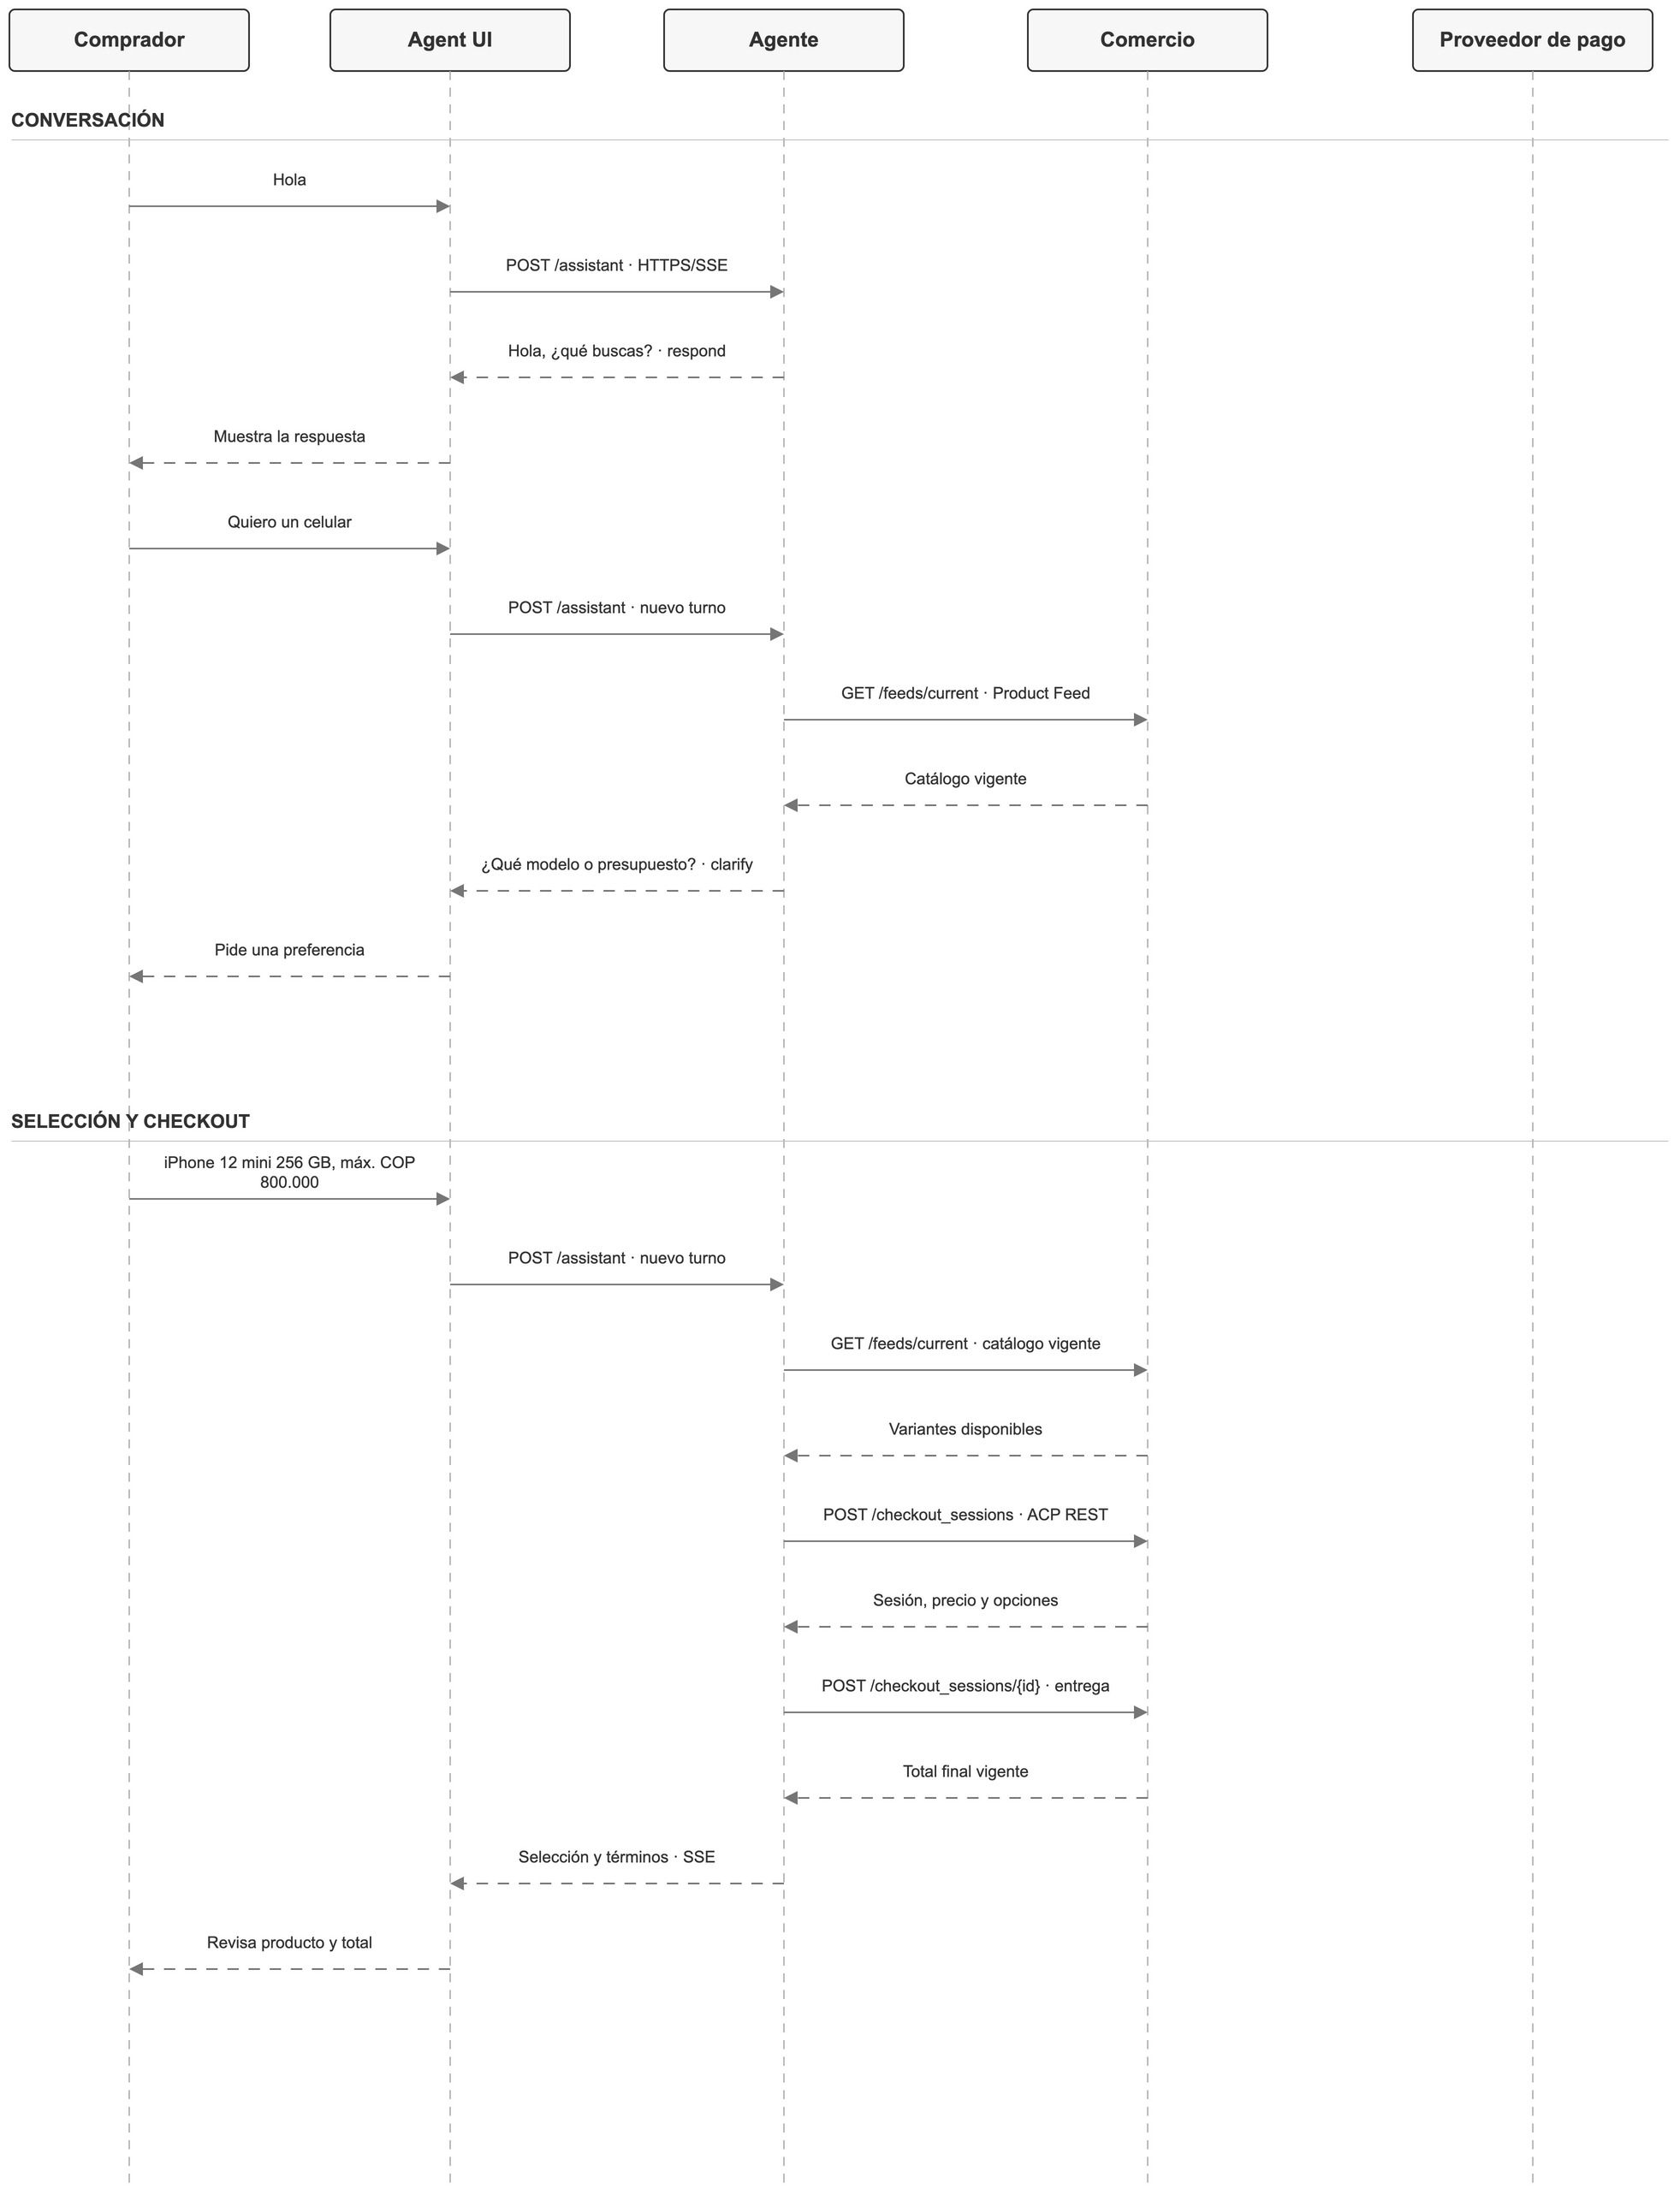 Comprador
Agent UI
Agente
Comercio
Proveedor de pago
CONVERSACIÓN
Hola
POST /assistant · HTTPS/SSE
Hola, ¿qué buscas? · respond
Muestra la respuesta
Quiero un celular
POST /assistant · nuevo turno
GET /feeds/current · Product Feed
Catálogo vigente
¿Qué modelo o presupuesto? · clarify
Pide una preferencia
SELECCIÓN Y CHECKOUT
iPhone 12 mini 256 GB, máx. COP
800.000
POST /assistant · nuevo turno
GET /feeds/current · catálogo vigente
Variantes disponibles
POST /checkout_sessions · ACP REST
Sesión, precio y opciones
POST /checkout_sessions/{id} · entrega
Total final vigente
Selección y términos · SSE
Revisa producto y total